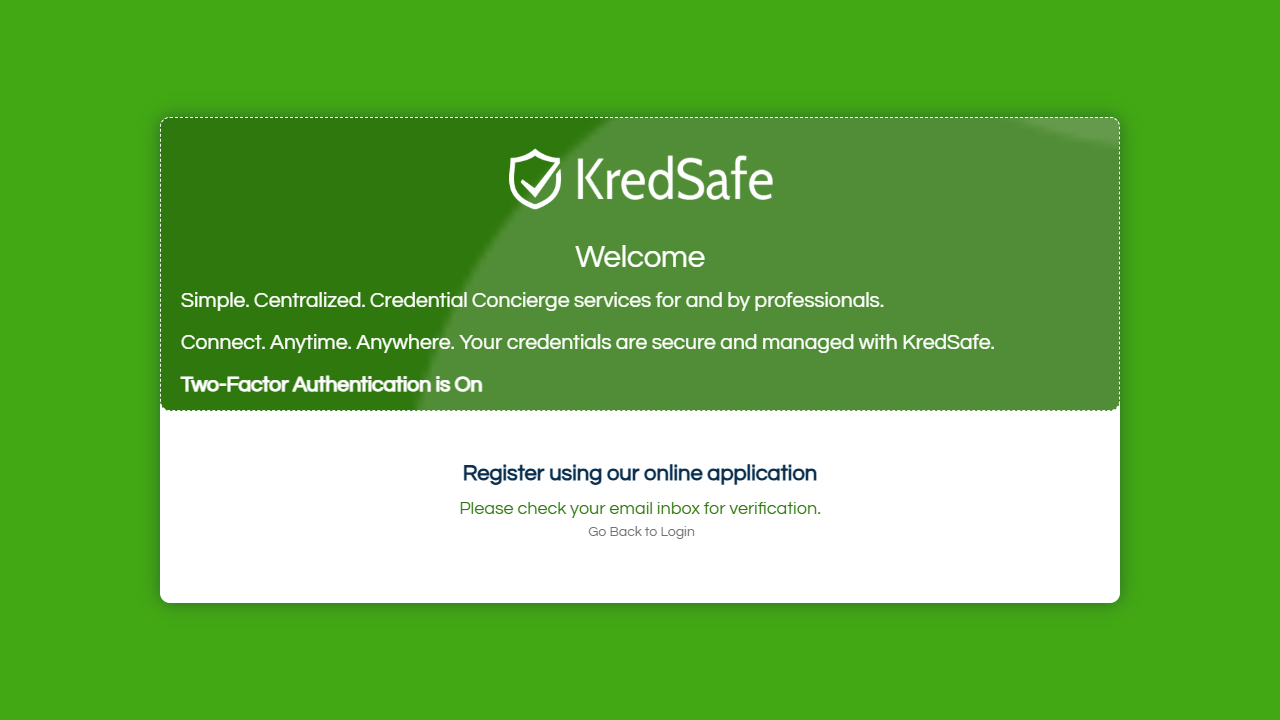 KredSafe
Welcome
Simple. Centralized. Credential Concierge services for and by professionals.
Connect. Anytime. Anywhere. Your credentials are secure and managed with KredSafe.
Two-Factor Authentication is On
Register using our online application
Please check your email inbox for verification.
Go Back to Login